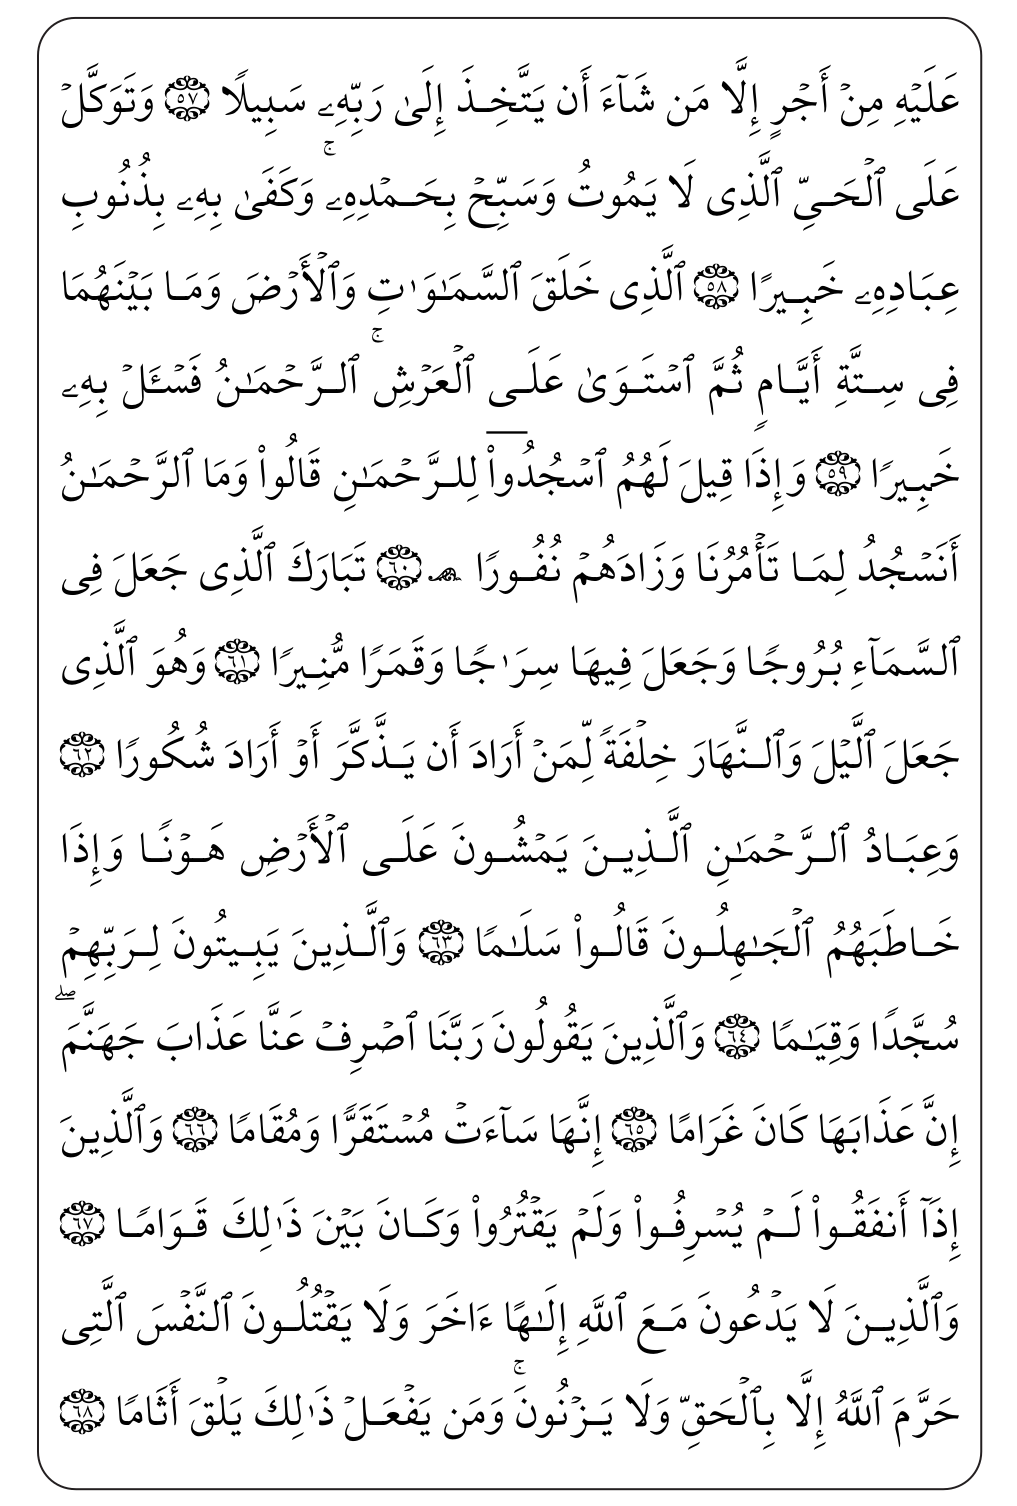 عَلَيۡهِ مِنۡ أَجۡرٍ إِلَّا مَن شَآءَ أَن يَتَّخِذَ إِلَىٰ رَبِّهِۦ سَبِيلًا ۝٥٧ وَتَوَكَّلۡ
عَلَى ٱلۡحَيِّ ٱلَّذِى لَا يَمُوتُ وَسَبِّحۡ بِحَمۡدِهِۦۚ وَكَفَىٰ بِهِۦ بِذُنُوبِ
عِبَادِهِۦ خَبِيرًا ۝٥٨ ٱلَّذِى خَلَقَ ٱلسَّمَـٰوَٰتِ وَٱلۡأَرۡضَ وَمَا بَيۡنَهُمَا
فِى سِتَّةِ أَيَّامٍ ثُمَّ ٱسۡتَوَىٰ عَلَى ٱلۡعَرۡشِۚ ٱلرَّحۡمَـٰنُ فَسۡـَٔلۡ بِهِۦ
خَبِيرًا ۝٥٩ وَإِذَا قِيلَ لَهُمُ ٱسۡجُدُواْ لِلرَّحۡمَـٰنِ قَالُواْ وَمَا ٱلرَّحۡمَـٰنُ
أَنَسۡجُدُ لِمَا تَأۡمُرُنَا وَزَادَهُمۡ نُفُورًا ۩ ۝٦٠ تَبَارَكَ ٱلَّذِى جَعَلَ فِى
ٱلسَّمَآءِ بُرُوجًا وَجَعَلَ فِيهَا سِرَٰجًا وَقَمَرًا مُّنِيرًا ۝٦١ وَهُوَ ٱلَّذِى
جَعَلَ ٱلَّيۡلَ وَٱلنَّهَارَ خِلۡفَةً لِّمَنۡ أَرَادَ أَن يَذَّكَّرَ أَوۡ أَرَادَ شُكُورًا ۝٦٢
وَعِبَادُ ٱلرَّحۡمَـٰنِ ٱلَّذِينَ يَمۡشُونَ عَلَى ٱلۡأَرۡضِ هَوۡنًا وَإِذَا
خَاطَبَهُمُ ٱلۡجَـٰهِلُونَ قَالُواْ سَلَـٰمًا ۝٦٣ وَٱلَّذِينَ يَبِيتُونَ لِرَبِّهِمۡ
سُجَّدًا وَقِيَـٰمًا ۝٦٤ وَٱلَّذِينَ يَقُولُونَ رَبَّنَا ٱصۡرِفۡ عَنَّا عَذَابَ جَهَنَّمَۖ
إِنَّ عَذَابَهَا كَانَ غَرَامًا ۝٦٥ إِنَّهَا سَآءَتۡ مُسۡتَقَرًّا وَمُقَامًا ۝٦٦ وَٱلَّذِينَ
إِذَآ أَنفَقُواْ لَمۡ يُسۡرِفُواْ وَلَمۡ يَقۡتُرُواْ وَكَانَ بَيۡنَ ذَٰلِكَ قَوَامًا ۝٦٧
وَٱلَّذِينَ لَا يَدۡعُونَ مَعَ ٱللَّهِ إِلَـٰهًا ءَاخَرَ وَلَا يَقۡتُلُونَ ٱلنَّفۡسَ ٱلَّتِى
حَرَّمَ ٱللَّهُ إِلَّا بِٱلۡحَقِّ وَلَا يَزۡنُونَۚ وَمَن يَفۡعَلۡ ذَٰلِكَ يَلۡقَ أَثَامًا ۝٦٨